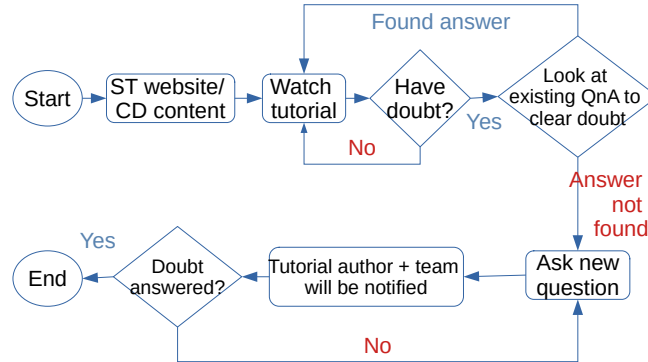 Found answer
Start
ST website/
CD content
Watch
tutorial
Have
doubt?
Yes
Look at
existing QnA to
clear doubt
No
Answer
not
found
Yes
End
Doubt
answered?
Tutorial author + team
will be notified
Ask new
question
No